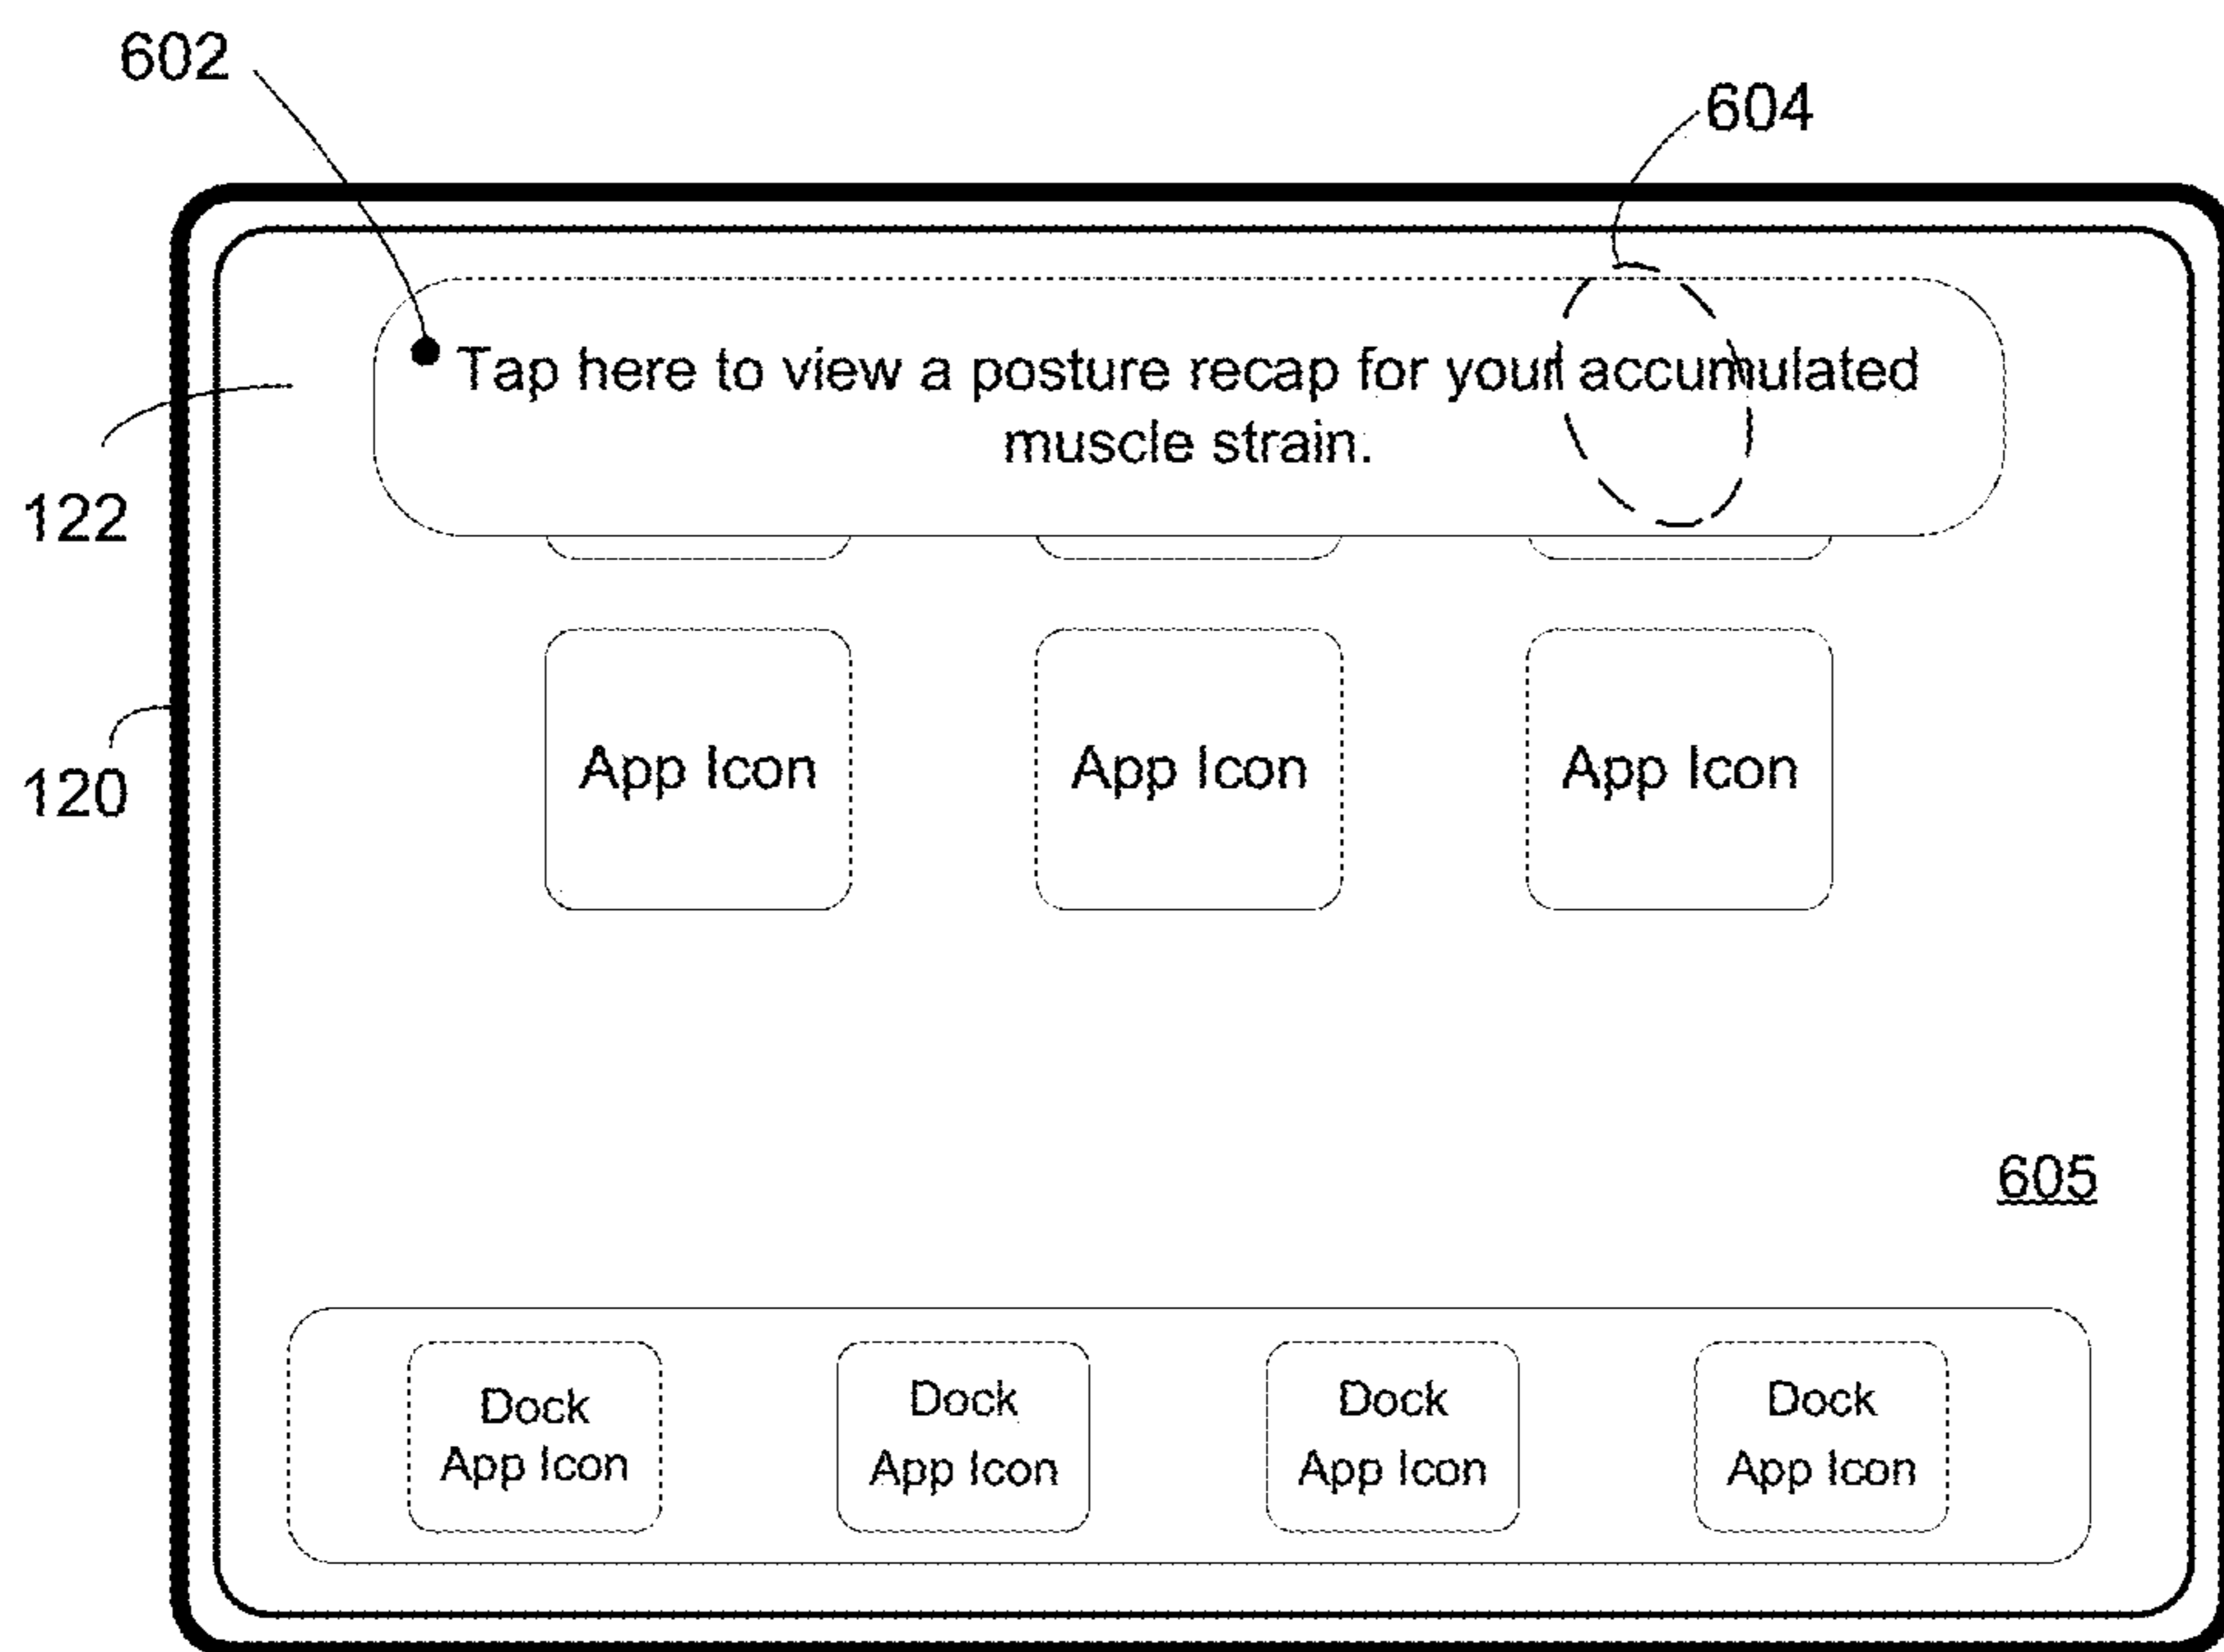 602
604
Tap here to view a posture recap for your accumulated
muscle strain.
122
App Icon App Icon App Icon
120
605
Dock Dock Dock Dock
App Icon App Icon App Icon App Icon